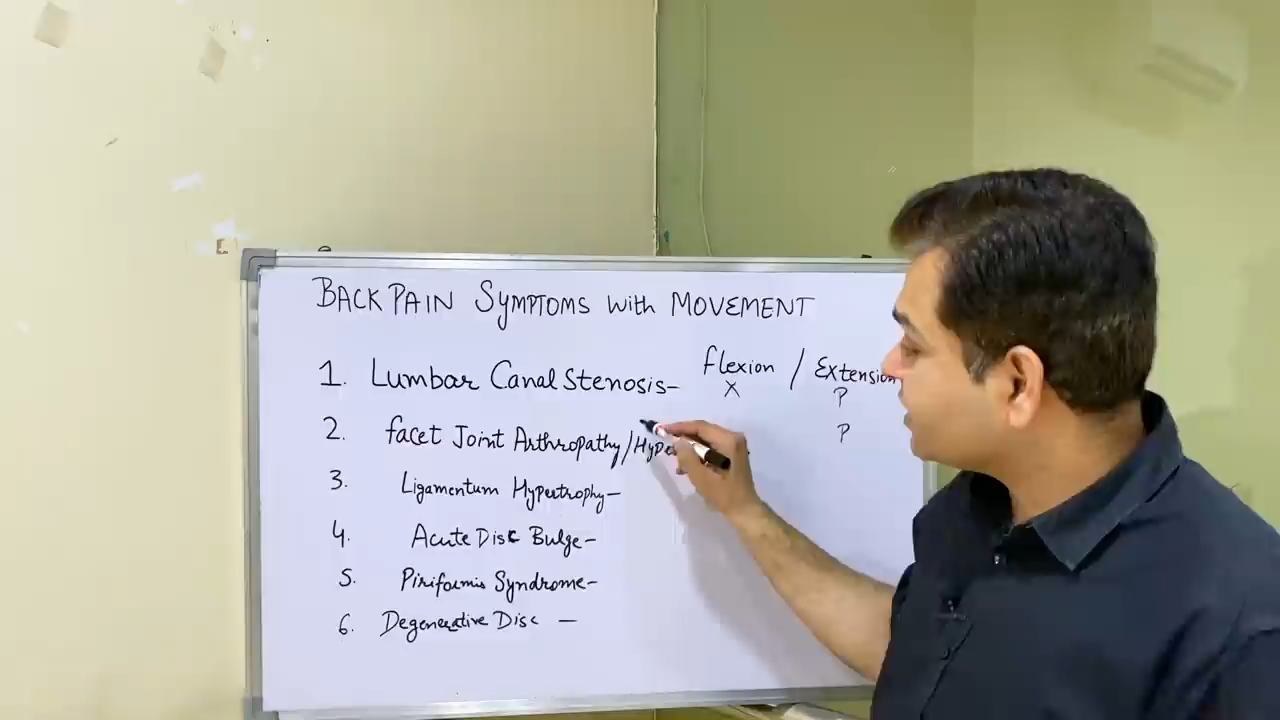 BACK PAIN SYMPTOMS with MOVEMENT
flexion / Extension
1. Lumbar Canal Stenosis- X P
2. facet Joint Arthropathy/ P
3. Ligamentum Hypertrophy-
4. Acute Disc Bulge-
5. Piriformis Syndrome-
6. Degenerative Disc -